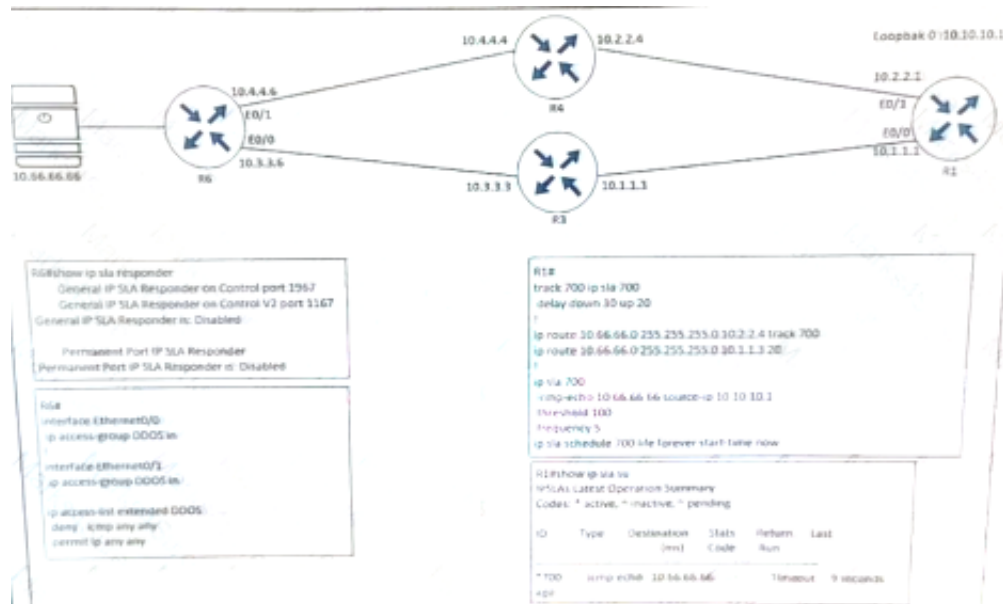 10.4.4.4
10.2.2.4
Loopbak 0 :10.10.10.1
10.4.4.6
E0/1
R4
10.2.2.1
E0/1
E0/0
10.3.3.6
R6
10.66.66.66
E0/0
10.1.1.1
R1
10.3.3.3
10.1.1.3
R3
R6#show ip sla responder
General IP SLA Responder on Control port 1967
General IP SLA Responder on Control V2 port 1167
General IP SLA Responder is: Disabled
Permanent Port IP SLA Responder
Permanent Port IP SLA Responder is: Disabled
R6#
interface Ethernet0/0
ip access-group DDOS in
!
interface Ethernet0/1
ip access-group DDOS in
ip access-list extended DDOS
deny icmp any any
permit ip any any
R1#
track 700 ip sla 700
delay down 30 up 20
!
ip route 10.66.66.0 255.255.255.0 10.2.2.4 track 700
ip route 10.66.66.0 255.255.255.0 10.1.1.3 20
!
ip sla 700
icmp-echo 10.66.66.66 source-ip 10.10.10.1
threshold 100
frequency 5
ip sla schedule 700 life forever start-time now
R1#show ip sla su
IPSLAs Latest Operation Summary
Codes: * active, ^ inactive, ~ pending
ID Type Destination Stats Return Last
(ms) Code Run
*700 icmp-echo 10.66.66.66 Timeout 9 seconds
ago